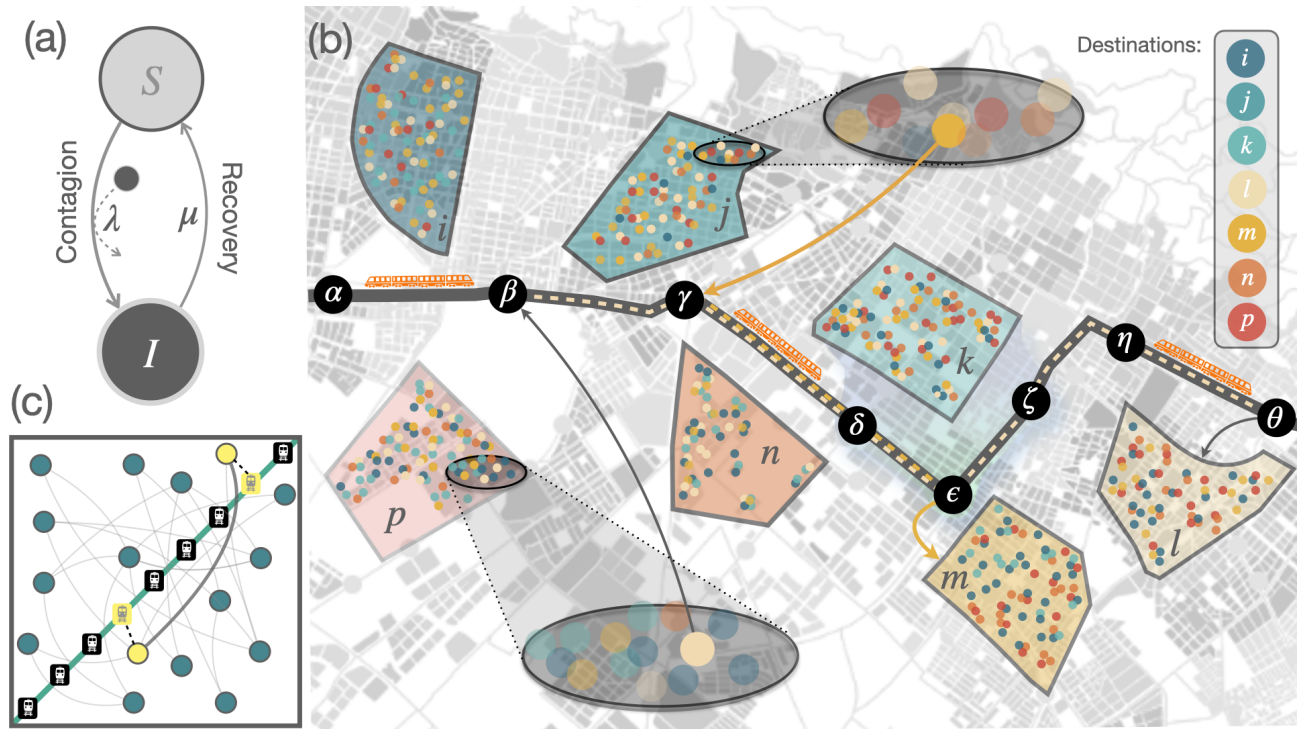 (a)
S
Contagion
λ
μ
Recovery
I
(b)
Destinations:
i
j
k
l
m
n
p
i
j
α
β
γ
k
η
δ
ζ
θ
ϵ
n
p
m
l
(c)